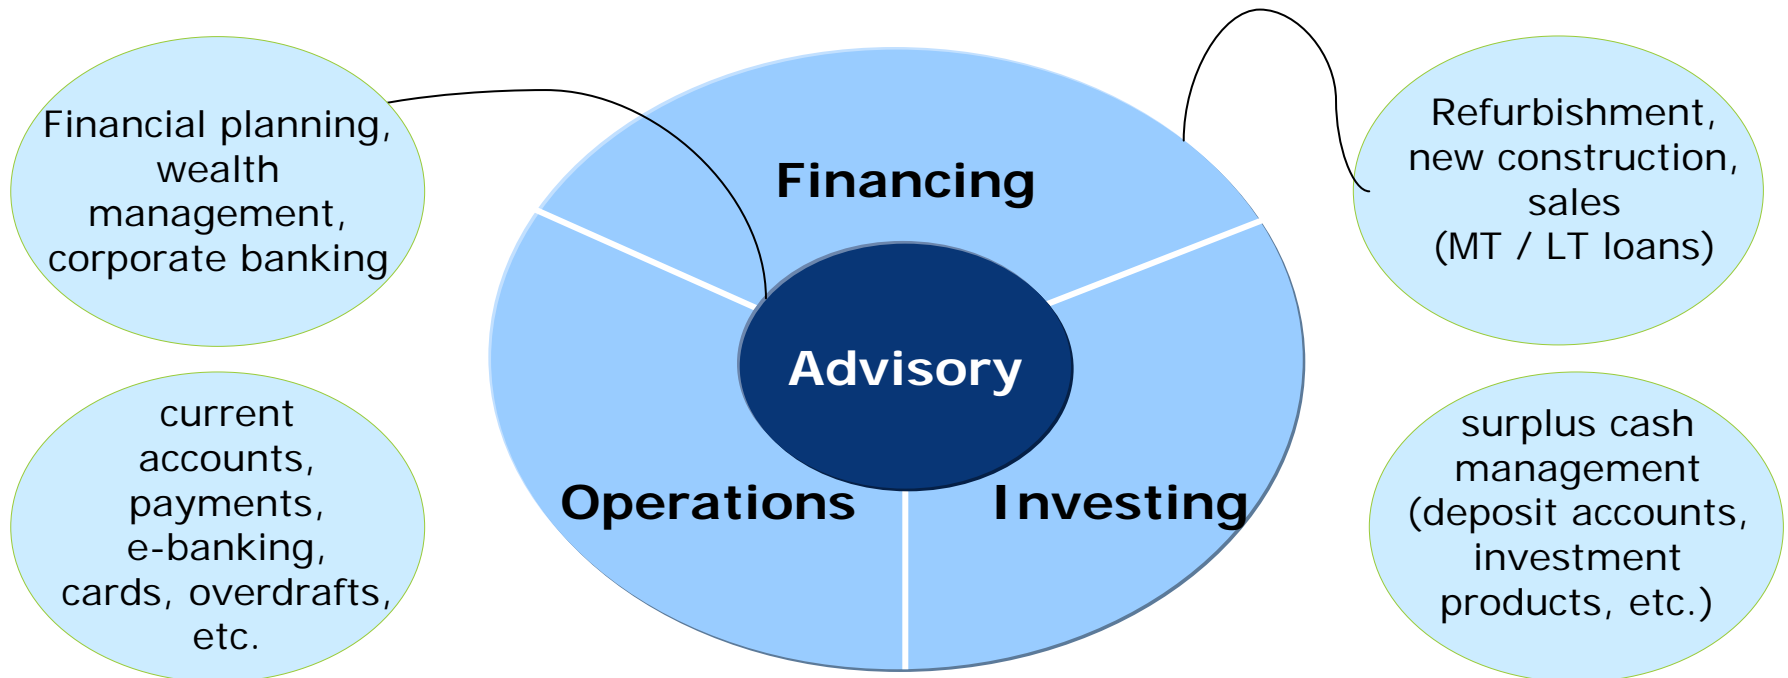 Financial planning,
wealth
management,
corporate banking
current
accounts,
payments,
e-banking,
cards, overdrafts,
etc.
Financing
Advisory
Operations
Investing
Refurbishment,
new construction,
sales
(MT / LT loans)
surplus cash
management
(deposit accounts,
investment
products, etc.)